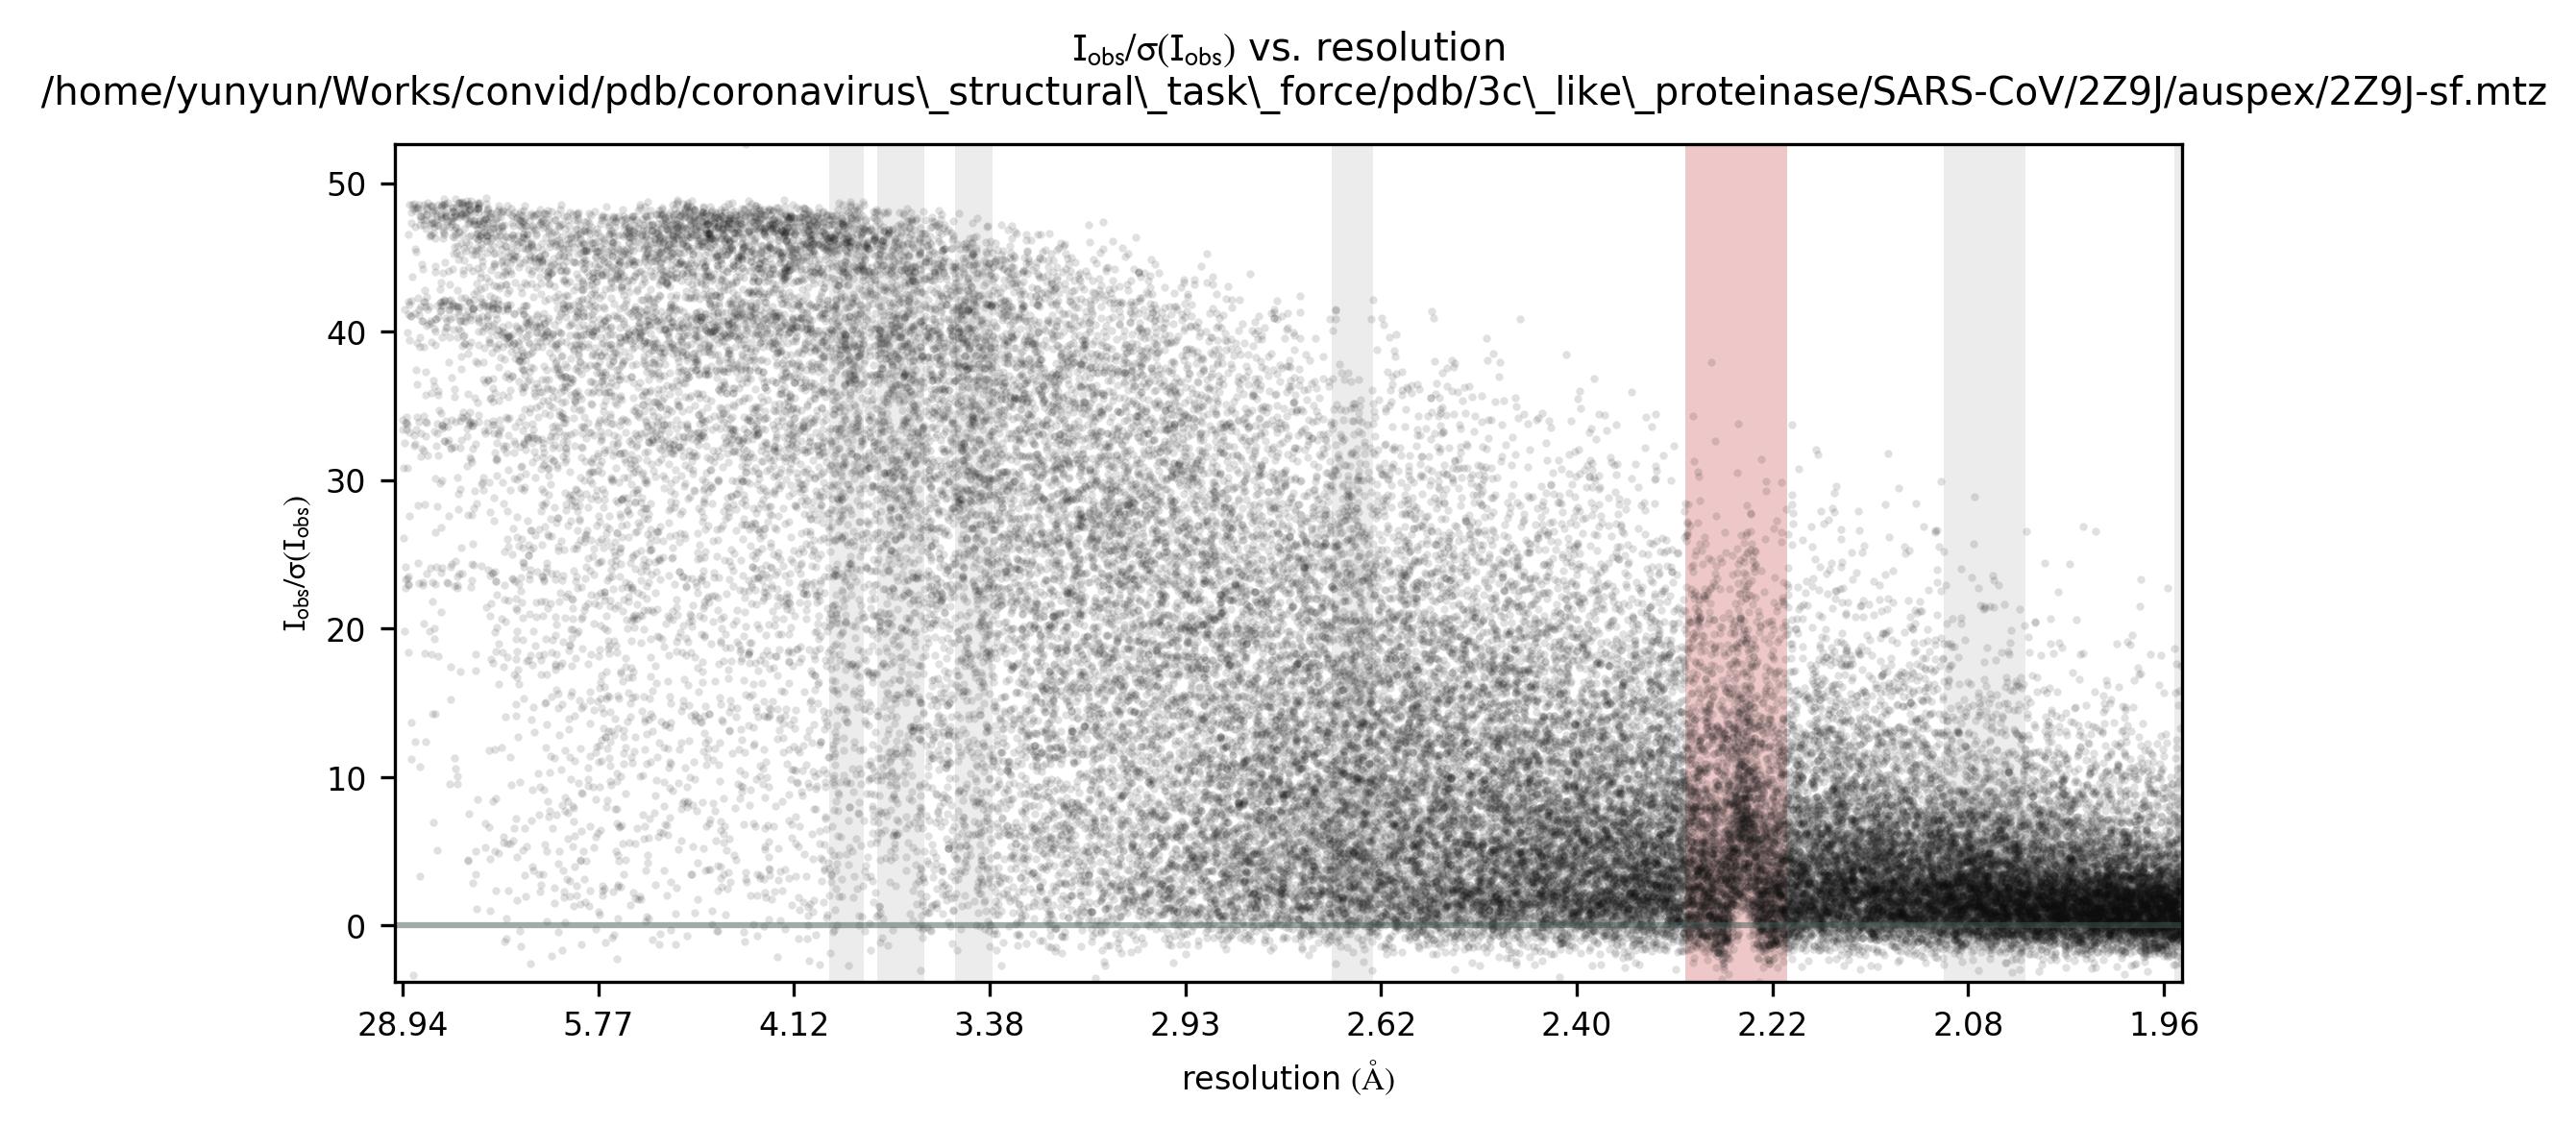 Iobs/σ(Iobs) vs. resolution
/home/yunyun/Works/convid/pdb/coronavirus\_structural\_task\_force/pdb/3c\_like\_proteinase/SARS-CoV/2Z9J/auspex/2Z9J-sf.mtz
50
40
30
20
10
0
Iobs/σ(Iobs)
28.94 5.77 4.12 3.38 2.93 2.62 2.40 2.22 2.08 1.96
resolution (Å)